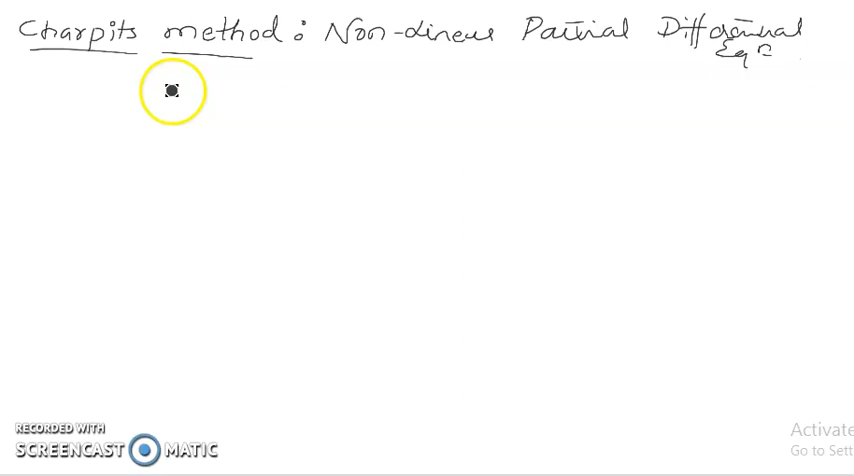 Charpits method : Non-Linear Partial Differential
Eqn
RECORDED WITH
SCREENCAST MATIC
Activate
Go to Sett